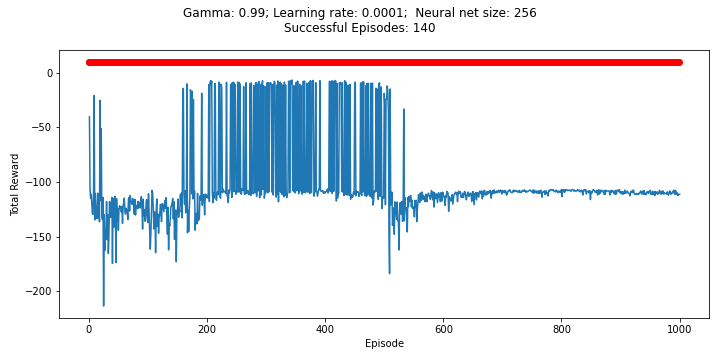 Gamma: 0.99; Learning rate: 0.0001;  Neural net size: 256
Successful Episodes: 140
0
−50
−100
−150
−200
Total Reward
0 200 400 600 800 1000
Episode